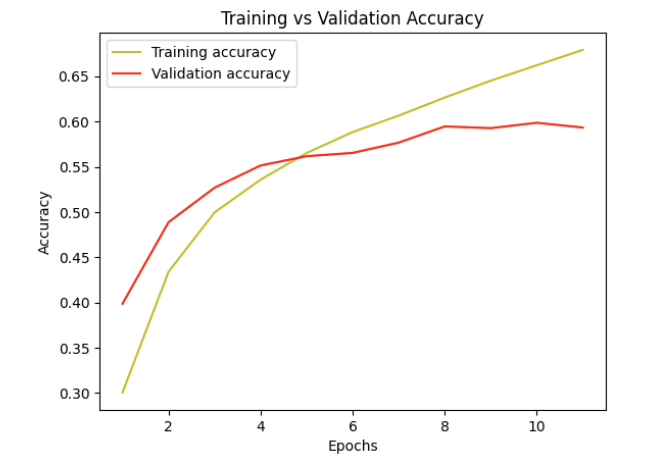 Training vs Validation Accuracy
Training accuracy
Validation accuracy
Accuracy
0.65
0.60
0.55
0.50
0.45
0.40
0.35
0.30
2 4 6 8 10
Epochs